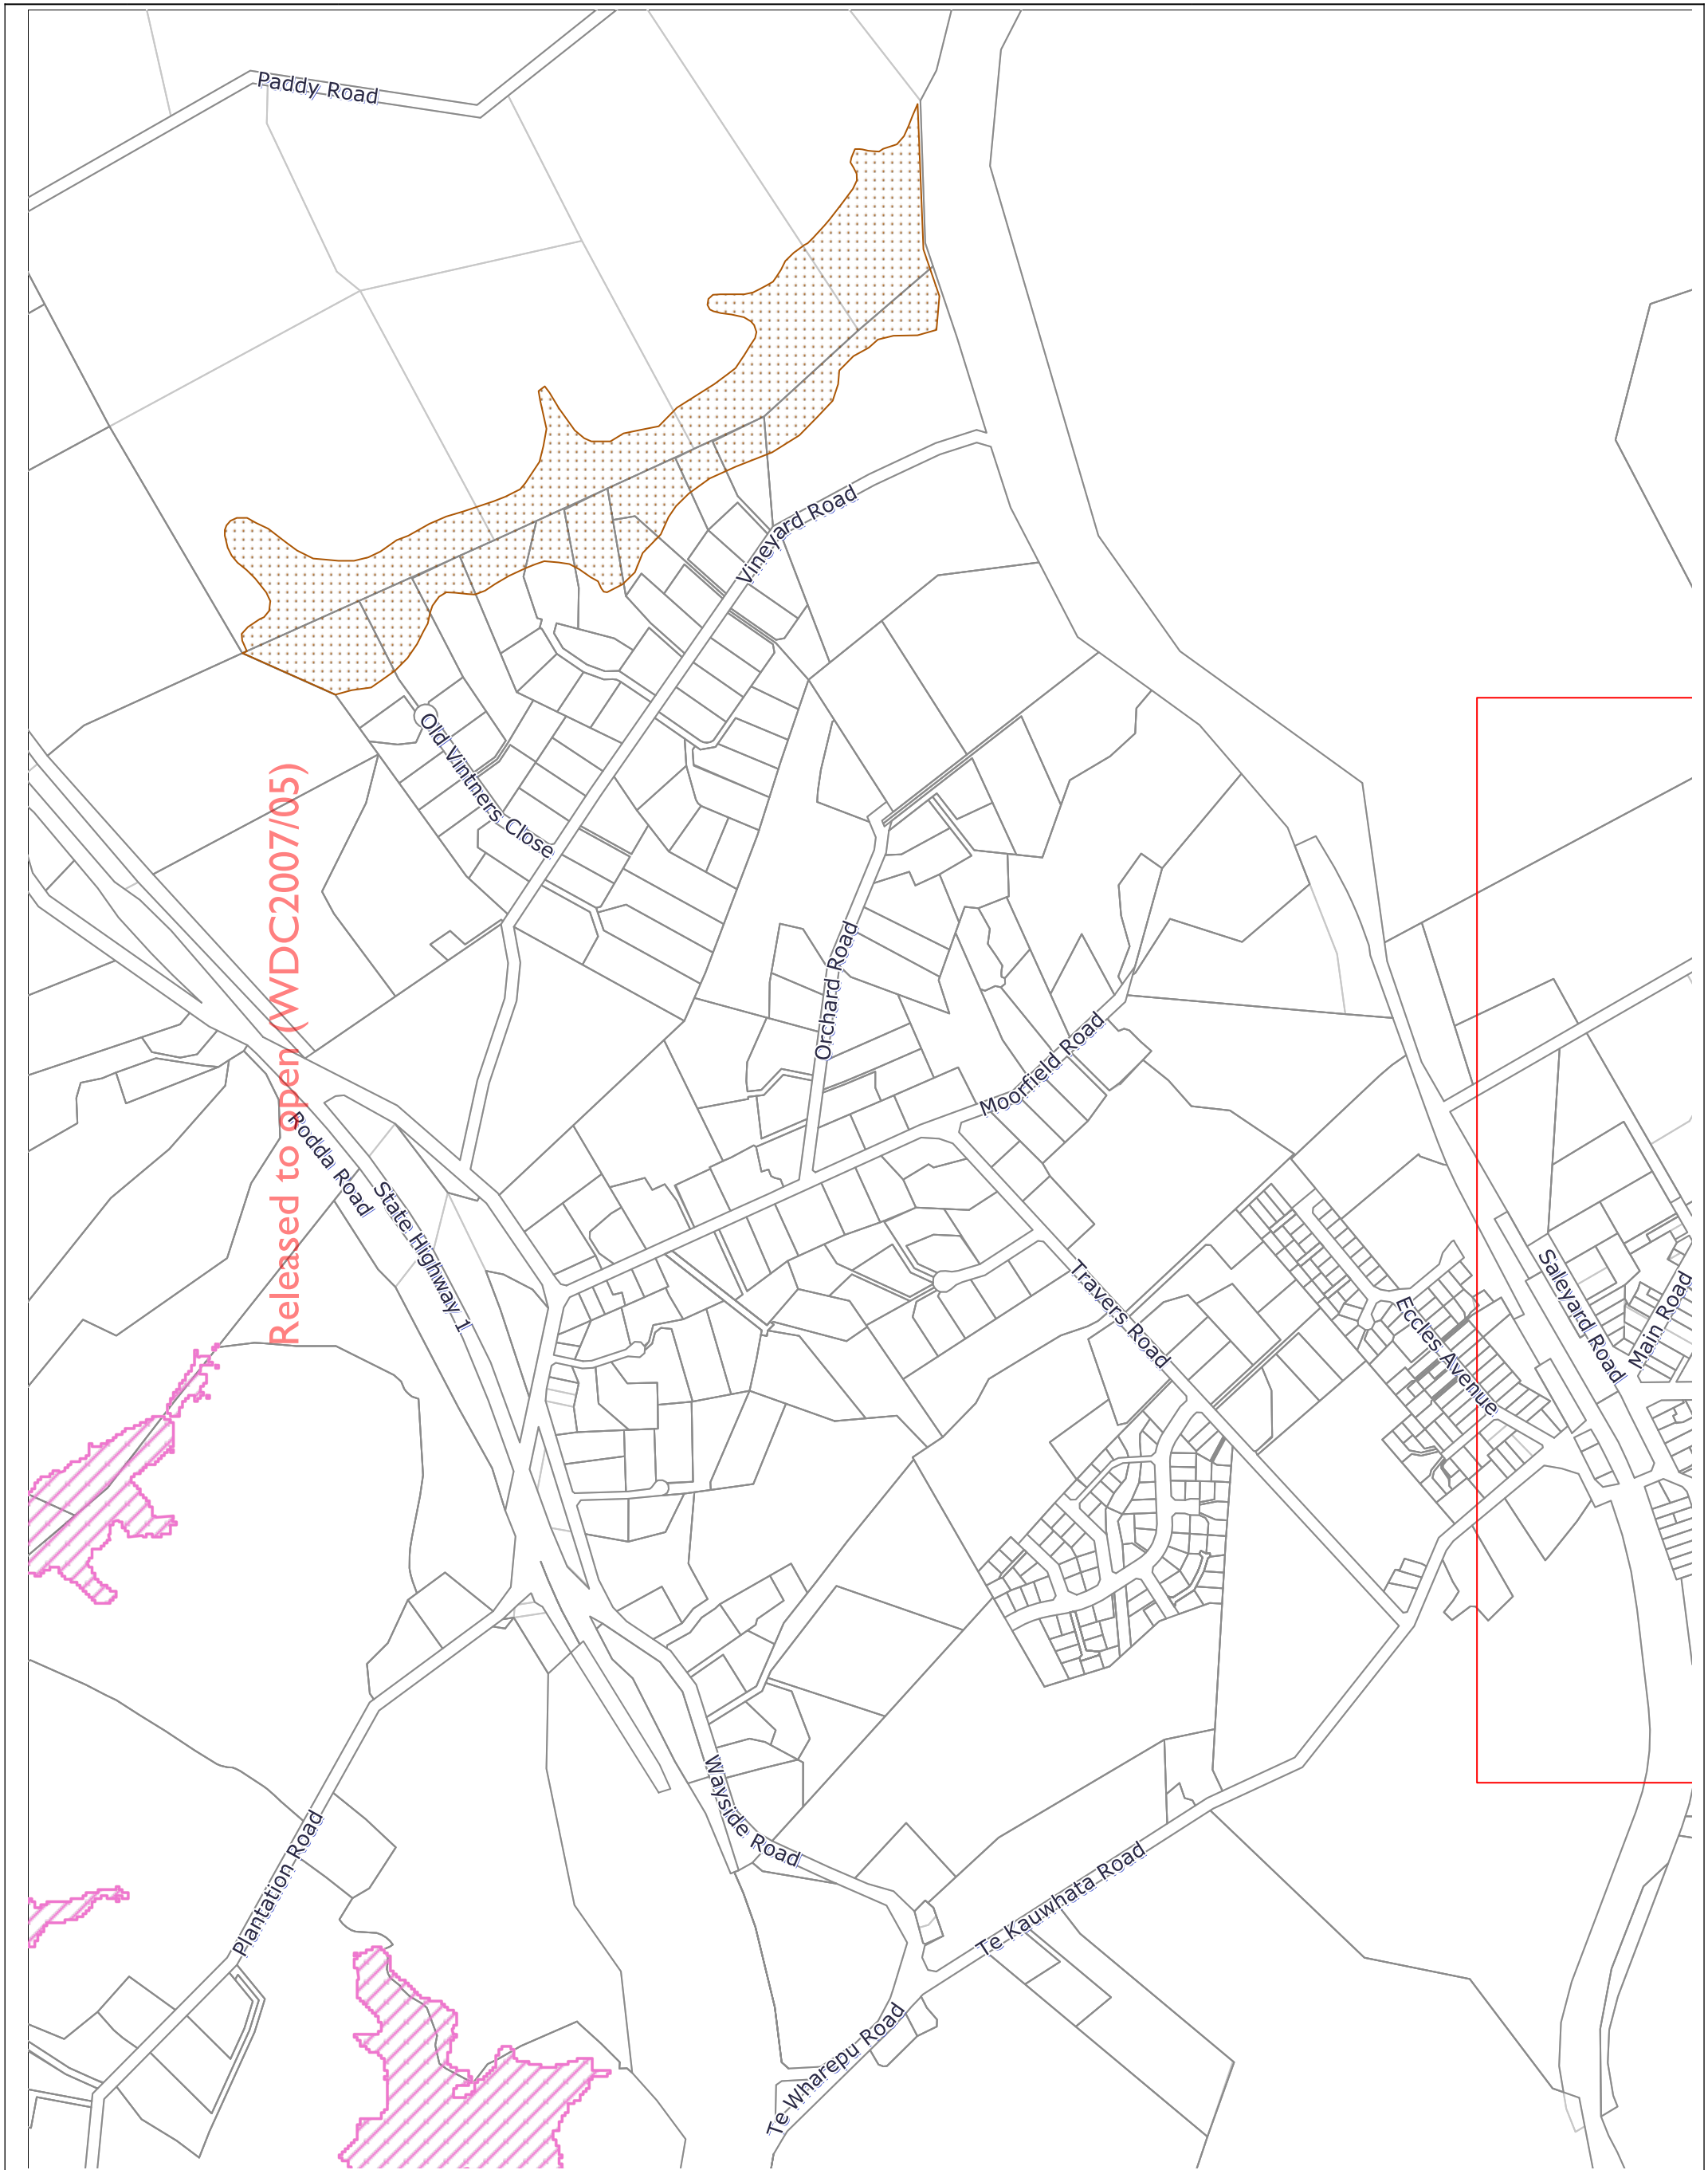 Paddy Road
Vineyard Road
Old Vintners Close
Released to open (WDC2007/05)
Orchard Road
Moorfield Road
Rodda Road
State Highway 1
Travers Road
Eccles Avenue
Saleyard Road
Main Road
Wayside Road
Plantation Road
Te Kauwhata Road
Te Wharepu Road